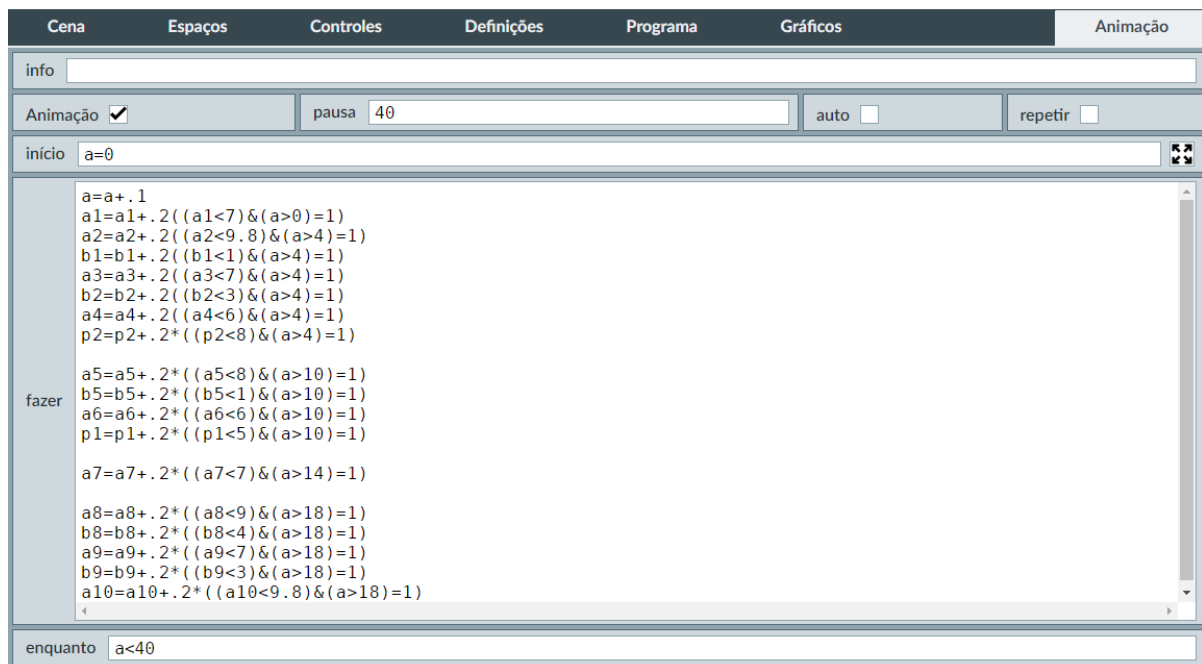 Cena Espaços Controles Definições Programa Gráficos Animação
info
Animação pausa 40 auto repetir
início a=0
a=a+.1
a1=a1+.2((a1<7)&(a>0)=1)
a2=a2+.2((a2<9.8)&(a>4)=1)
b1=b1+.2((b1<1)&(a>4)=1)
a3=a3+.2((a3<7)&(a>4)=1)
b2=b2+.2((b2<3)&(a>4)=1)
a4=a4+.2((a4<6)&(a>4)=1)
p2=p2+.2*((p2<8)&(a>4)=1)
a5=a5+.2*((a5<8)&(a>10)=1)
fazer
b5=b5+.2*((b5<1)&(a>10)=1)
a6=a6+.2*((a6<6)&(a>10)=1)
p1=p1+.2*((p1<5)&(a>10)=1)
a7=a7+.2*((a7<7)&(a>14)=1)
a8=a8+.2*((a8<9)&(a>18)=1)
b8=b8+.2*((b8<4)&(a>18)=1)
a9=a9+.2*((a9<7)&(a>18)=1)
b9=b9+.2*((b9<3)&(a>18)=1)
a10=a10+.2*((a10<9.8)&(a>18)=1)
enquanto a<40